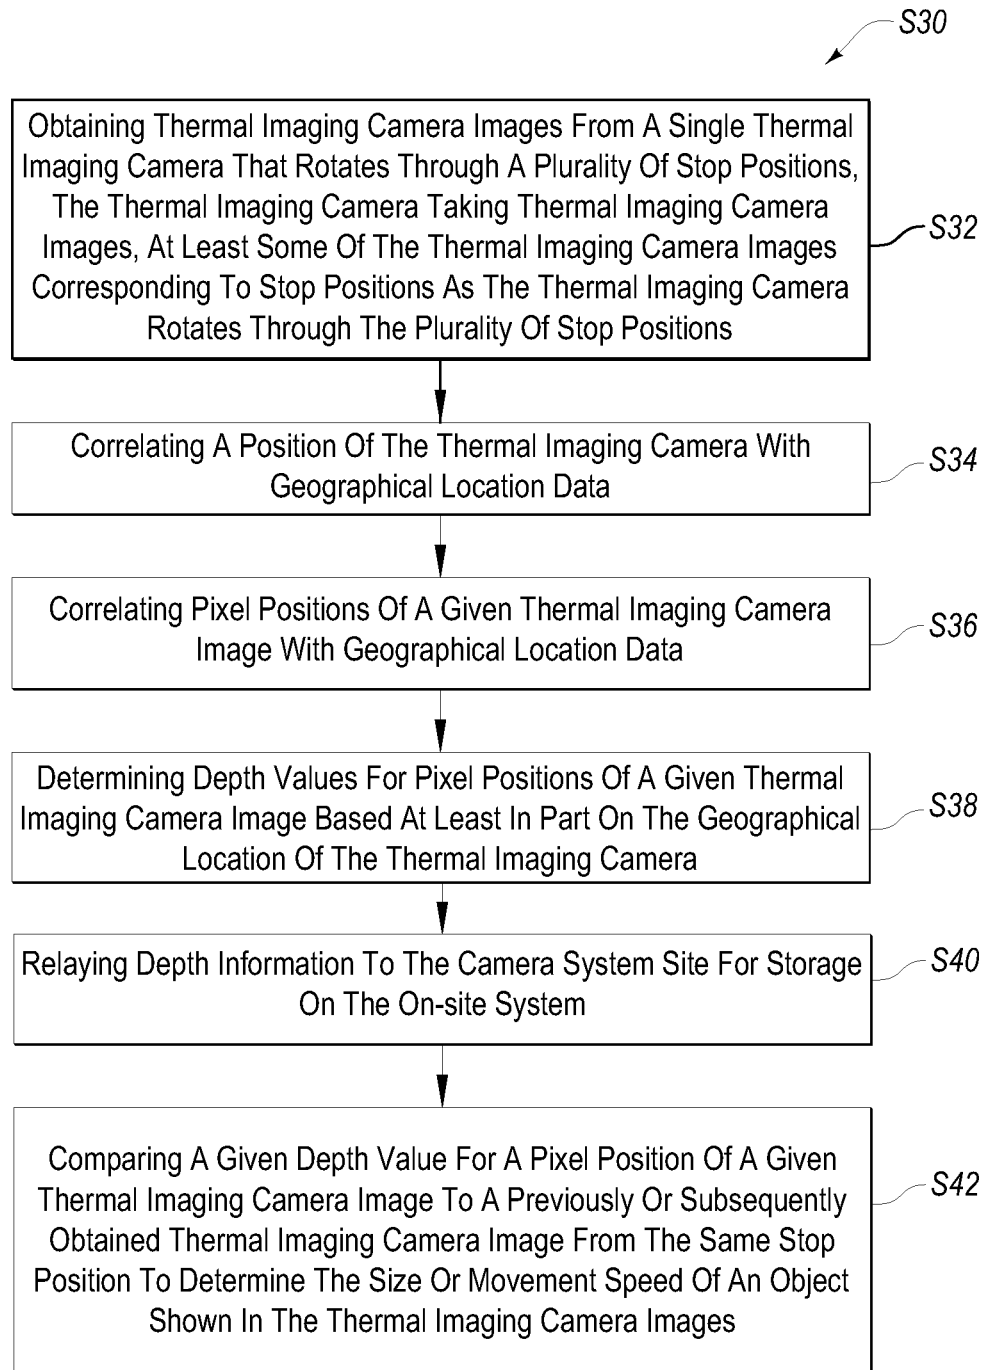 S30
Obtaining Thermal Imaging Camera Images From A Single Thermal
Imaging Camera That Rotates Through A Plurality Of Stop Positions,
The Thermal Imaging Camera Taking Thermal Imaging Camera
Images, At Least Some Of The Thermal Imaging Camera Images
Corresponding To Stop Positions As The Thermal Imaging Camera
Rotates Through The Plurality Of Stop Positions
S32
Correlating A Position Of The Thermal Imaging Camera With
Geographical Location Data
S34
Correlating Pixel Positions Of A Given Thermal Imaging Camera
Image With Geographical Location Data
S36
Determining Depth Values For Pixel Positions Of A Given Thermal
Imaging Camera Image Based At Least In Part On The Geographical
Location Of The Thermal Imaging Camera
S38
Relaying Depth Information To The Camera System Site For Storage
On The On-site System
S40
Comparing A Given Depth Value For A Pixel Position Of A Given
Thermal Imaging Camera Image To A Previously Or Subsequently
Obtained Thermal Imaging Camera Image From The Same Stop
Position To Determine The Size Or Movement Speed Of An Object
Shown In The Thermal Imaging Camera Images
S42